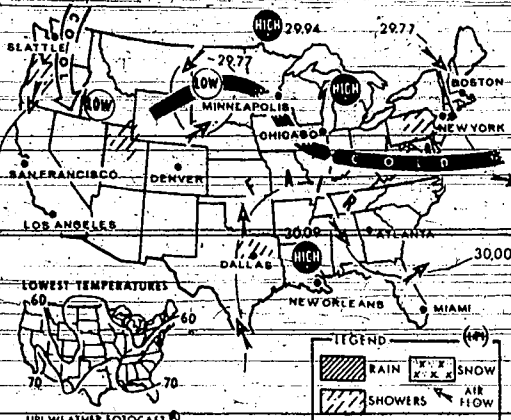 HIGH 29.94
29.77
COOL
SEATTLE
29.77
LOW
HIGH
BOSTON
LOW
MINNEAPOLIS
NEW YORK
CHICAGO
COLD
SAN FRANCISCO
DENVER
F A I R
LOS ANGELES
30.09
ATLANTA
DALLAS
HIGH
30.00
NEW ORLEANS
LOWEST TEMPERATURES
MIAMI
60
60
70
70
LEGEND
RAIN
SNOW
SHOWERS
AIR
FLOW
UPI WEATHER FOTOCAST